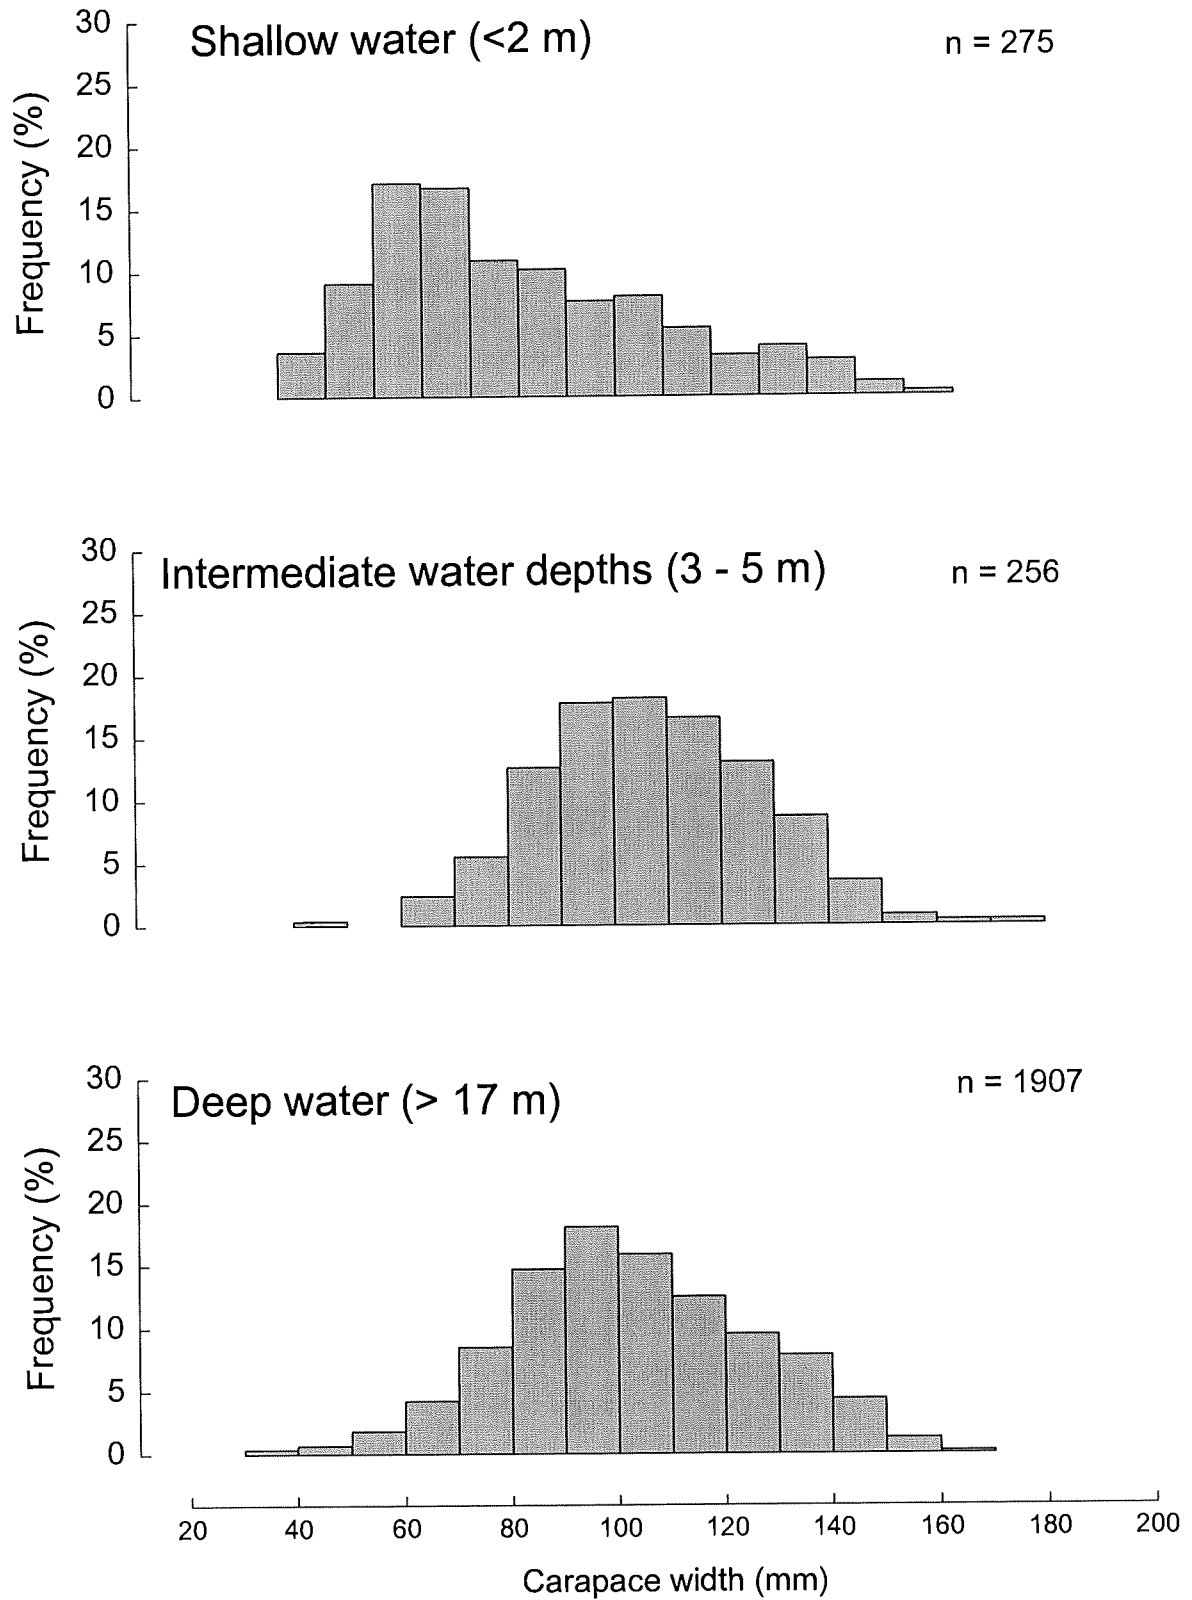 Shallow water (<2 m)
n = 275
Frequency (%)
30
25
20
15
10
5
0
Intermediate water depths (3 - 5 m)
n = 256
Frequency (%)
30
25
20
15
10
5
0
Deep water (> 17 m)
n = 1907
Frequency (%)
30
25
20
15
10
5
0
20 40 60 80 100 120 140 160 180 200
Carapace width (mm)